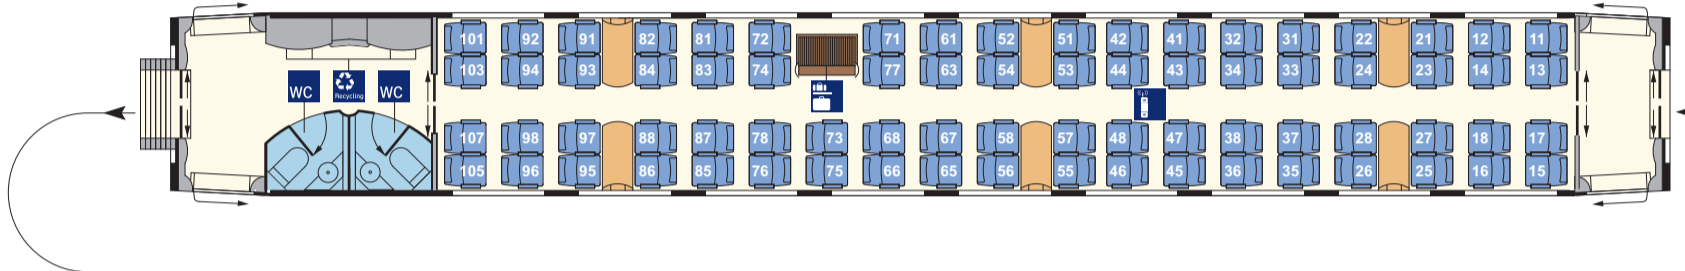 101 92 91 82 81 72 71 61 52 51 42 41 32 31 22 21 12 11
103 94 93 84 83 74 77 63 54 53 44 43 34 33 24 23 14 13
WC Recycling WC
107 98 97 88 87 78 73 68 67 58 57 48 47 38 37 28 27 18 17
105 96 95 86 85 76 75 66 65 56 55 46 45 36 35 26 25 16 15